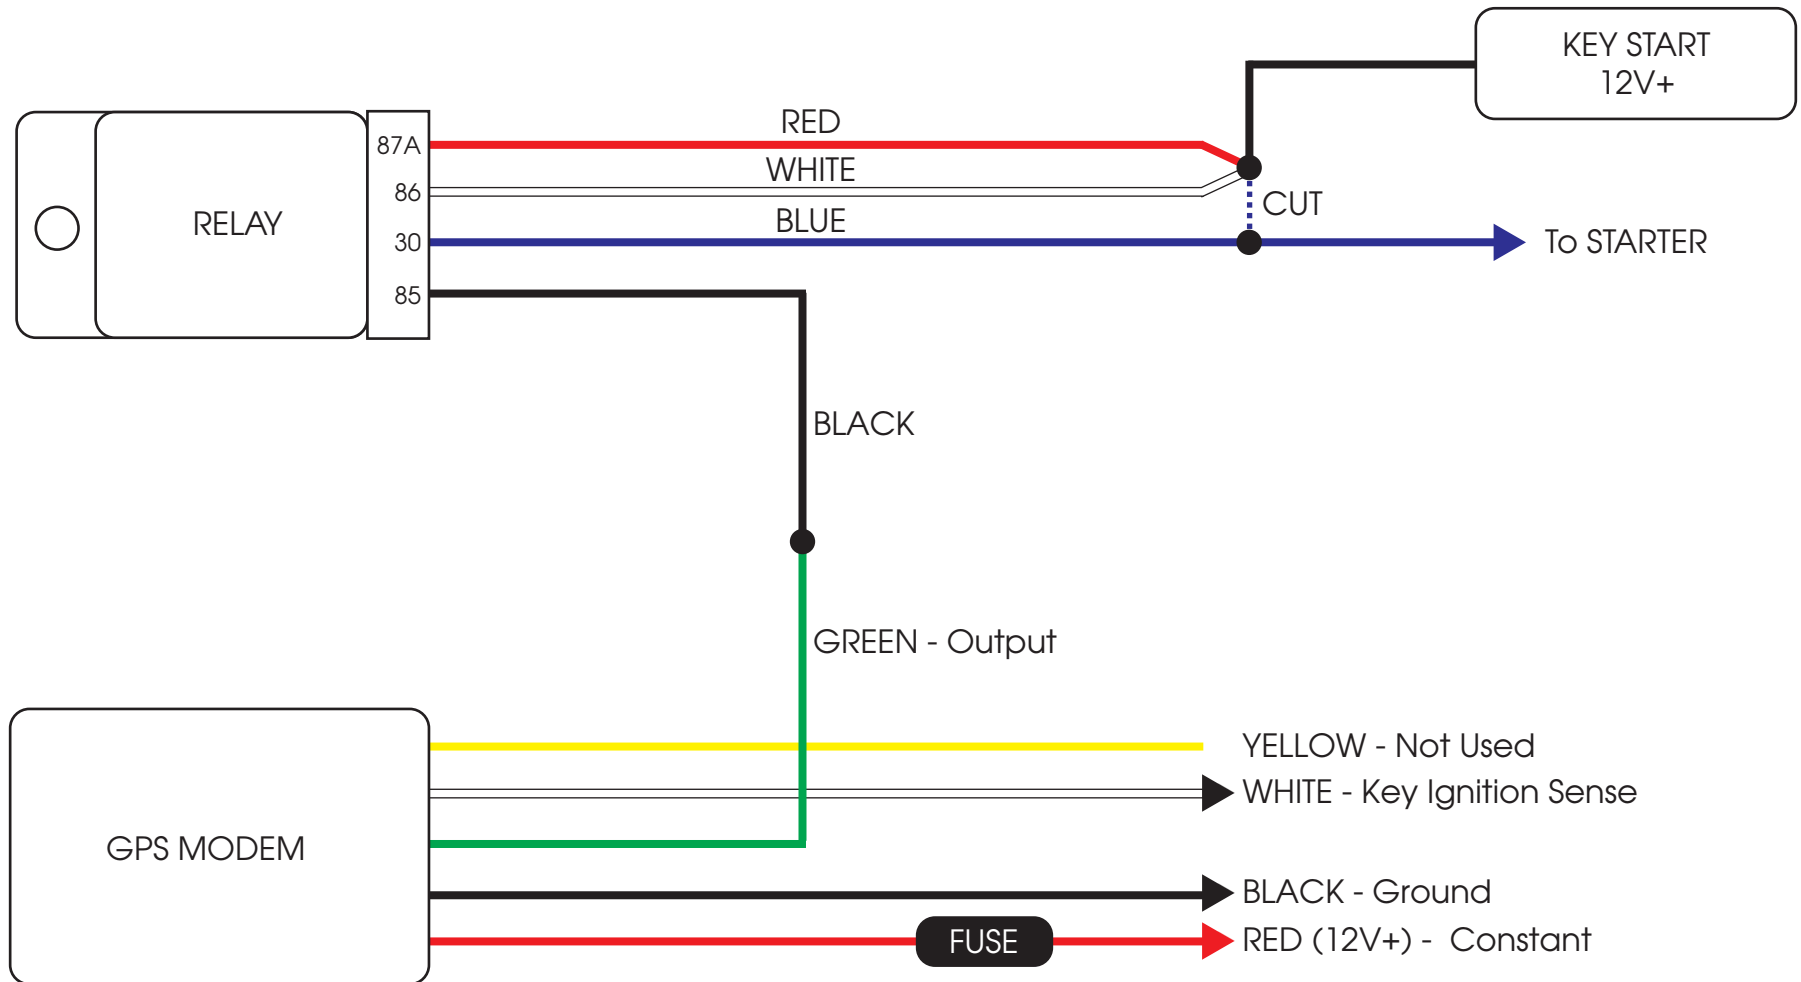 KEY START
12V+
RED
87A
WHITE
86
CUT
RELAY
BLUE
30
To STARTER
85
BLACK
GREEN - Output
YELLOW - Not Used
WHITE - Key Ignition Sense
GPS MODEM
BLACK - Ground
FUSE
RED (12V+) - Constant